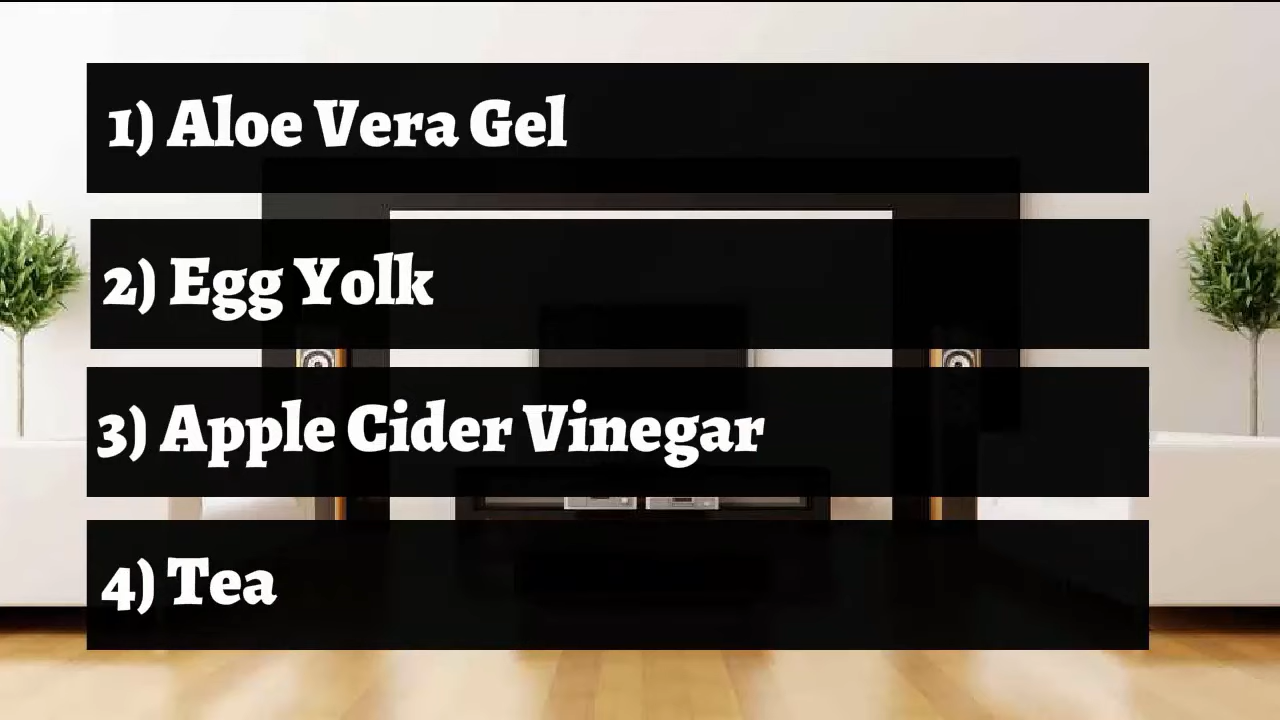 1) Aloe Vera Gel
2) Egg Yolk
3) Apple Cider Vinegar
4) Tea